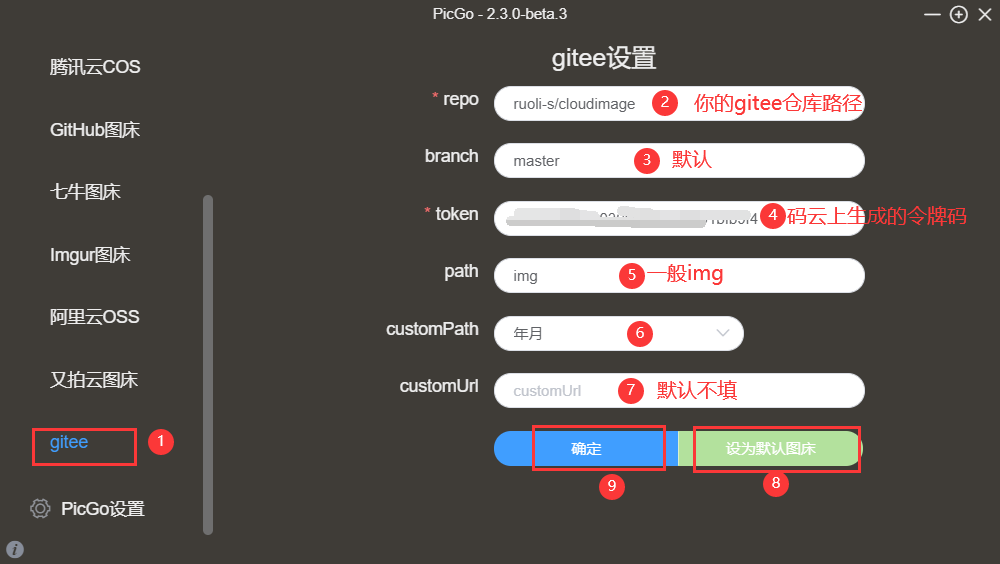 PicGo - 2.3.0-beta.3
腾讯云COS
GitHub图床
七牛图床
Imgur图床
阿里云OSS
又拍云图床
gitee 1
PicGo设置
gitee设置
* repo ruoli-s/cloudimage 2 你的gitee仓库路径
branch master 3 默认
* token 4 码云上生成的令牌码
path img 5 一般img
customPath 年月 6
customUrl customUrl 7 默认不填
确定 设为默认图床
9 8